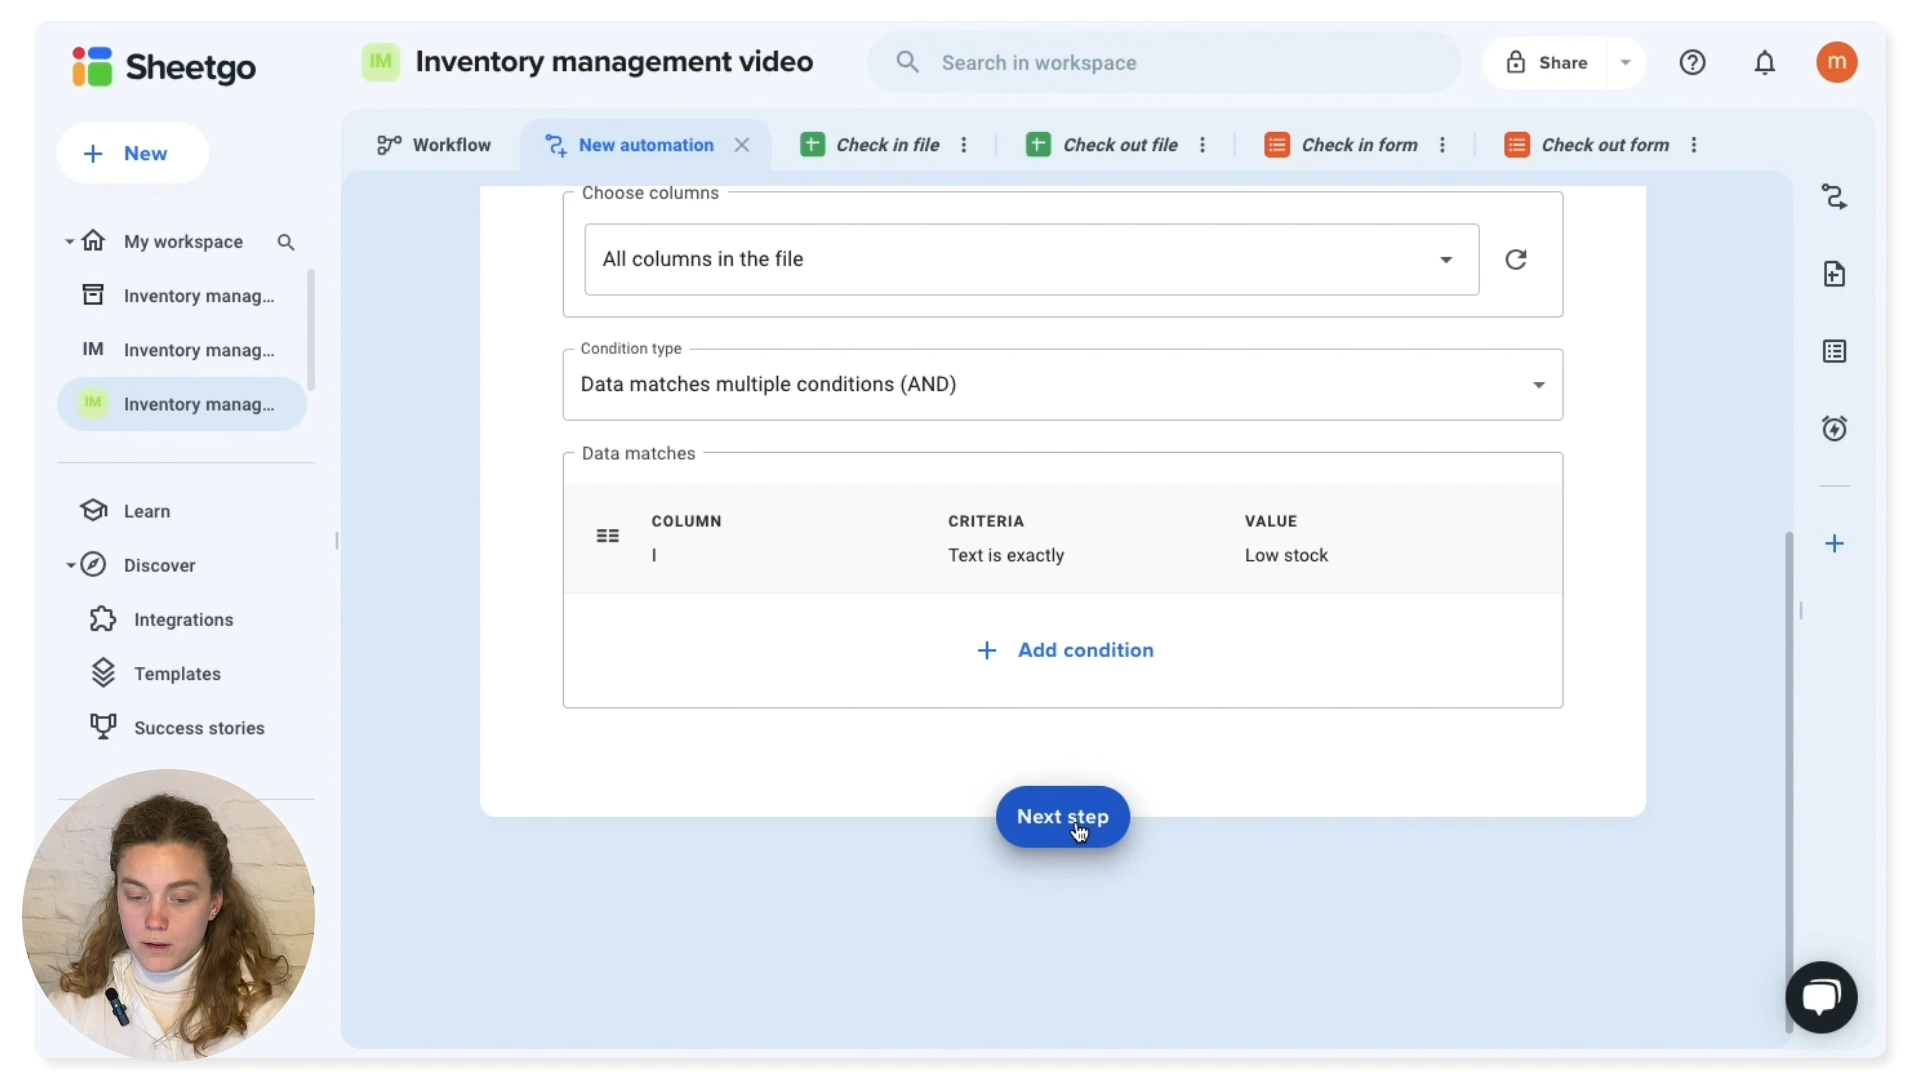 Sheetgo
IM
Inventory management video
Search in workspace
Share
m
New
Workflow
New automation
Check in file
Check out file
Check in form
Check out form
My workspace
Inventory manag...
IM Inventory manag...
IM Inventory manag...
Learn
Discover
Integrations
Templates
Success stories
Choose columns
All columns in the file
Condition type
Data matches multiple conditions (AND)
Data matches
COLUMN CRITERIA VALUE
I Text is exactly Low stock
Add condition
Next step